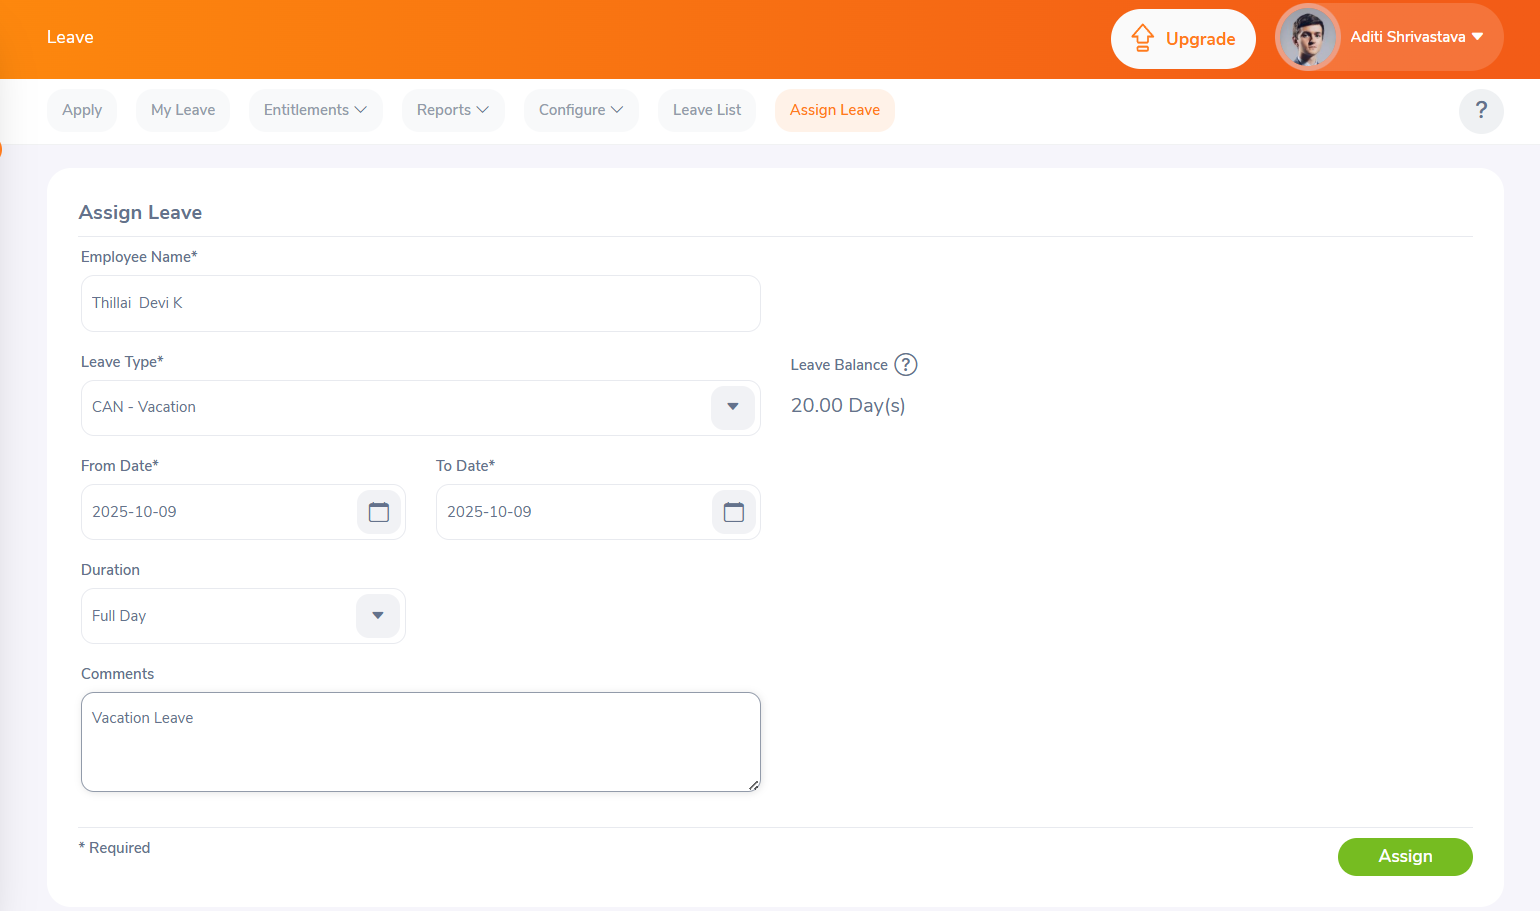 Leave
Upgrade
Aditi Shrivastava
Apply
My Leave
Entitlements
Reports
Configure
Leave List
Assign Leave
?
Assign Leave
Employee Name*
Thillai  Devi K
Leave Type*
Leave Balance ?
CAN - Vacation
20.00 Day(s)
From Date*
To Date*
2025-10-09
2025-10-09
Duration
Full Day
Comments
Vacation Leave
* Required
Assign